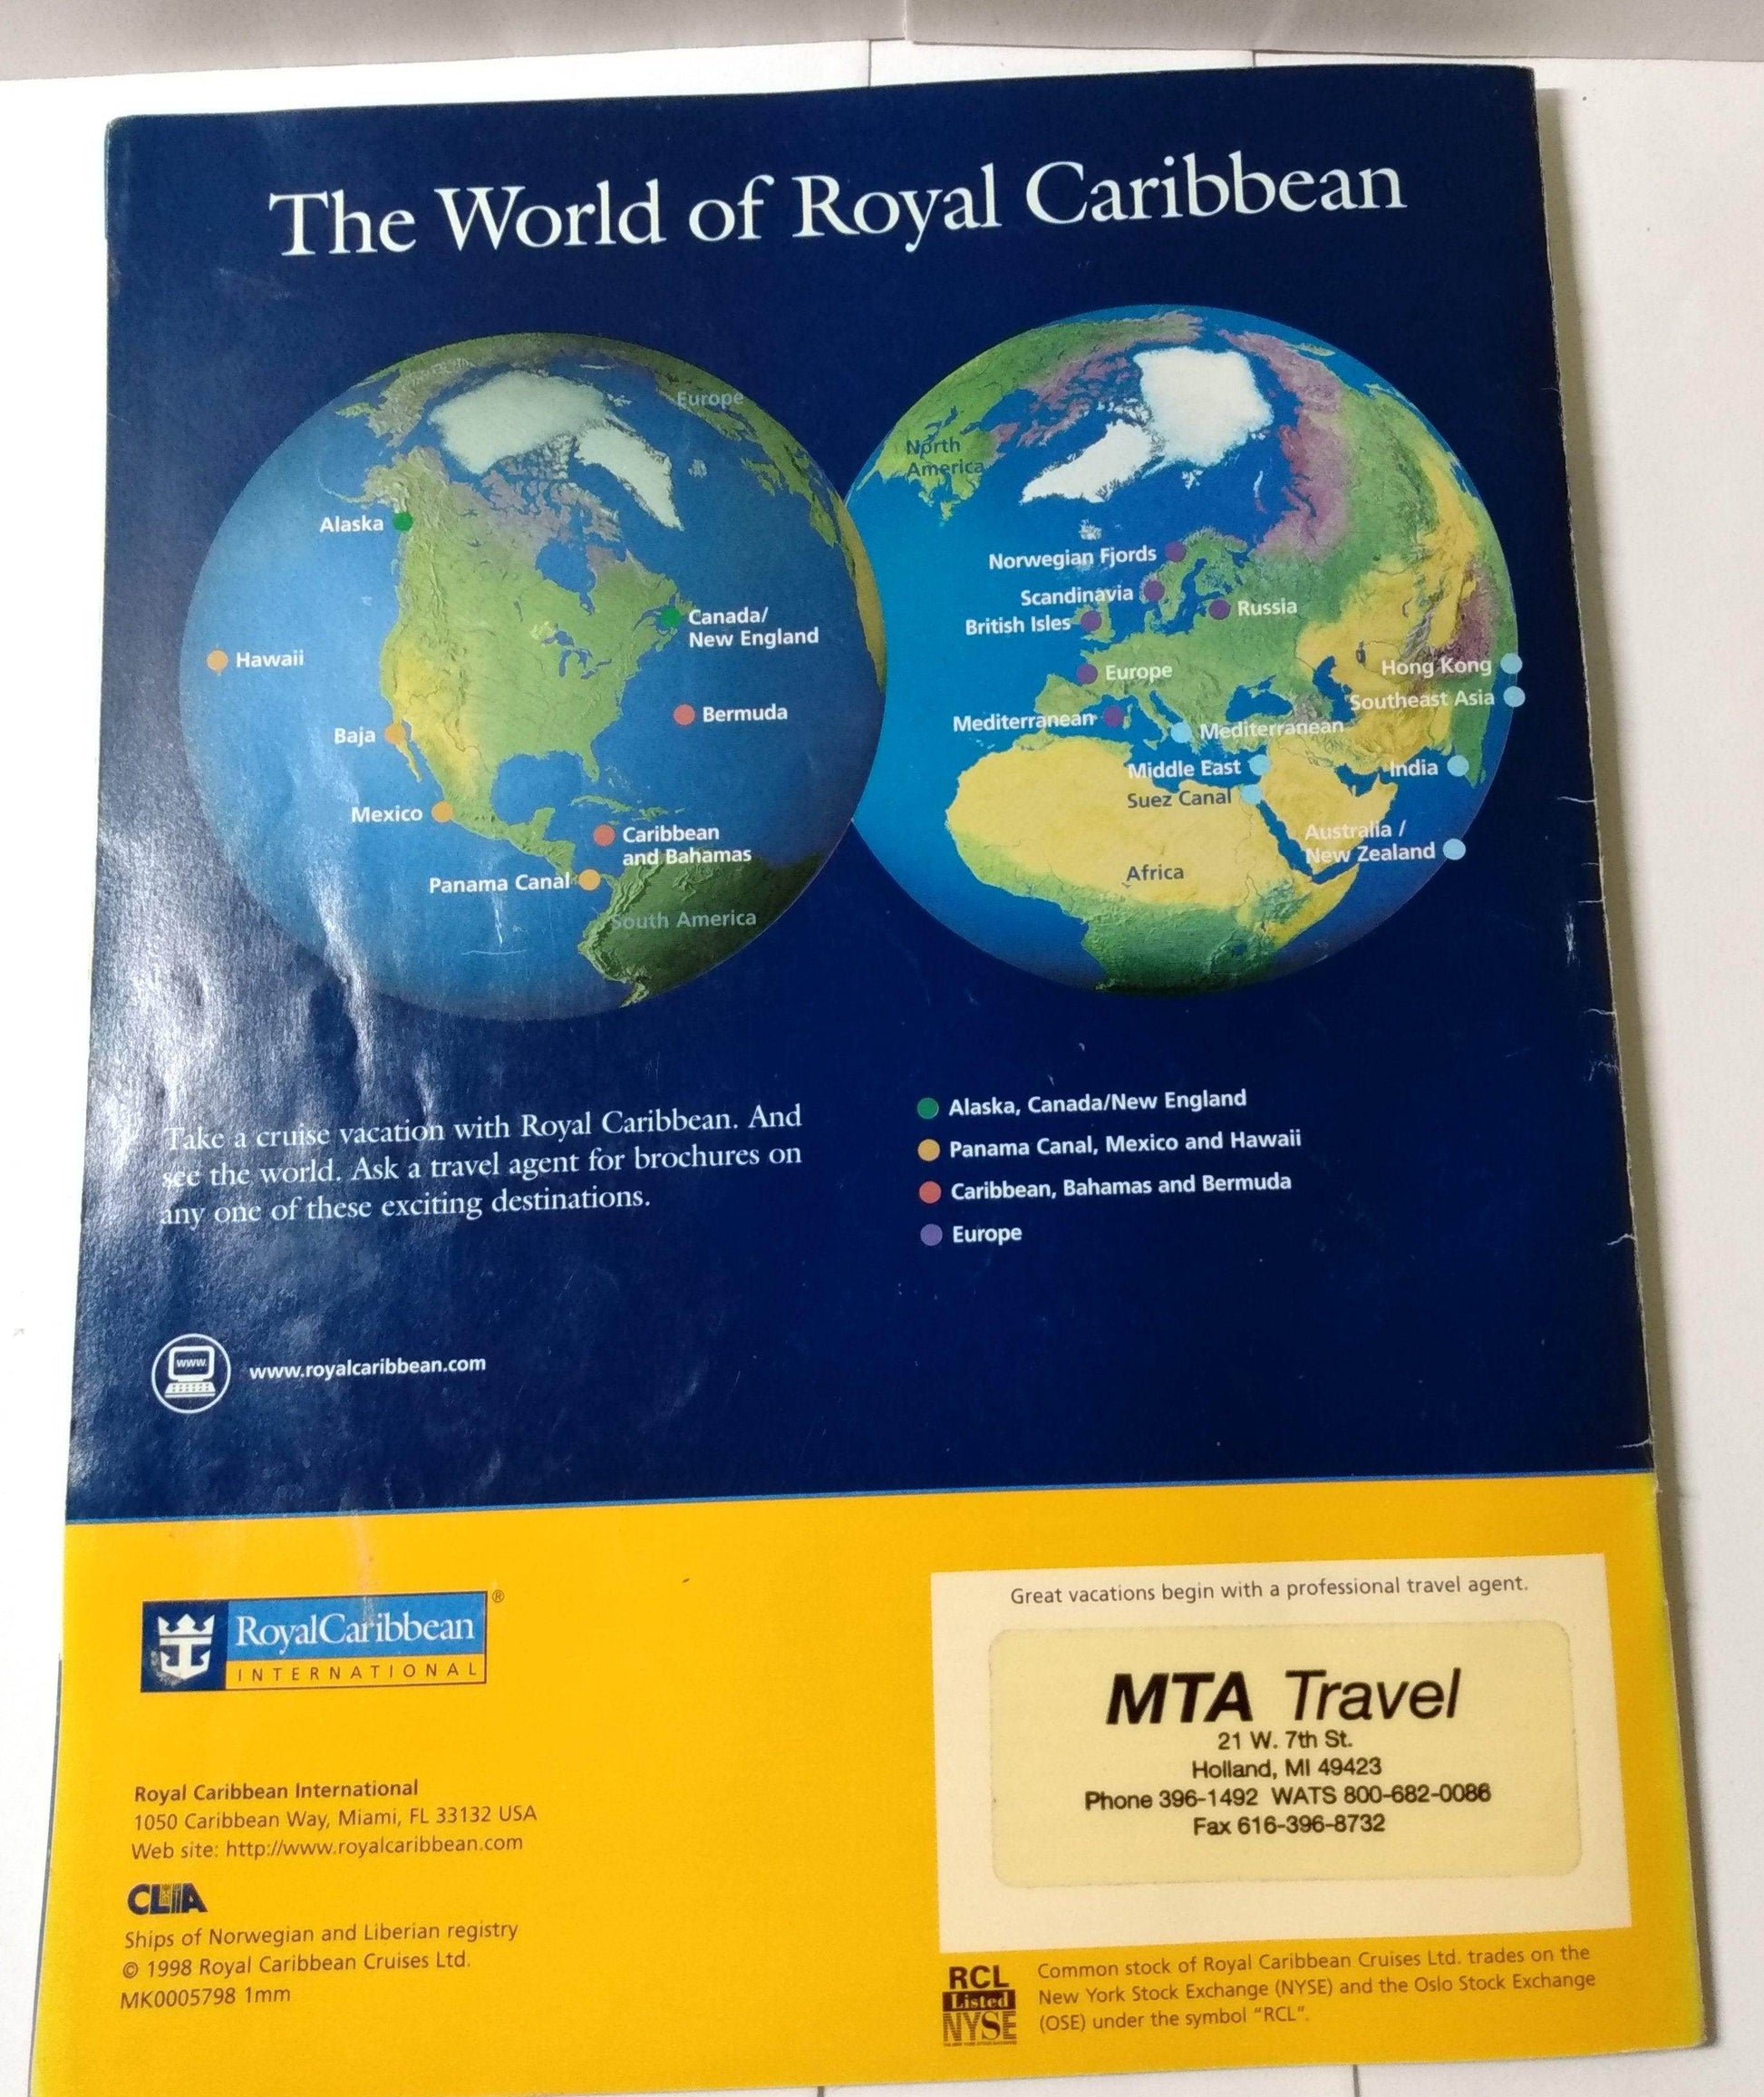 The World of Royal Caribbean
Europe
Alaska
Canada/
New England
Hawaii
Bermuda
Baja
Mexico
Caribbean
and Bahamas
Panama Canal
South America
North
America
Norwegian Fjords
Scandinavia
Russia
British Isles
Hong Kong
Europe
Southeast Asia
Mediterranean
Mediterranean
Middle East
India
Suez Canal
Australia /
New Zealand
Africa
Take a cruise vacation with Royal Caribbean. And
see the world. Ask a travel agent for brochures on
any one of these exciting destinations.
Alaska, Canada/New England
Panama Canal, Mexico and Hawaii
Caribbean, Bahamas and Bermuda
Europe
www.
www.royalcaribbean.com
RoyalCaribbean ®
INTERNATIONAL
Royal Caribbean International
1050 Caribbean Way, Miami, FL 33132 USA
Web site: http://www.royalcaribbean.com
CLIA
Ships of Norwegian and Liberian registry
© 1998 Royal Caribbean Cruises Ltd.
MK0005798 1mm
Great vacations begin with a professional travel agent.
MTA Travel
21 W. 7th St.
Holland, MI 49423
Phone 396-1492 WATS 800-682-0086
Fax 616-396-8732
RCL
Listed
NYSE
Common stock of Royal Caribbean Cruises Ltd. trades on the
New York Stock Exchange (NYSE) and the Oslo Stock Exchange
(OSE) under the symbol “RCL”.